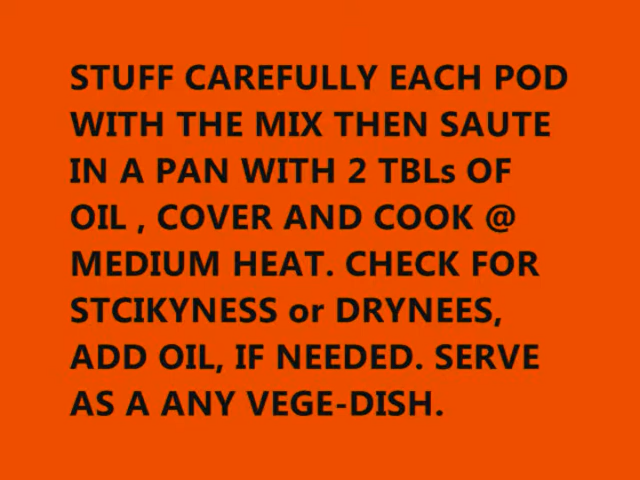 STUFF CAREFULLY EACH POD
WITH THE MIX THEN SAUTE
IN A PAN WITH 2 TBLs OF
OIL , COVER AND COOK @
MEDIUM HEAT. CHECK FOR
STCIKYNESS or DRYNEES,
ADD OIL, IF NEEDED. SERVE
AS A ANY VEGE-DISH.